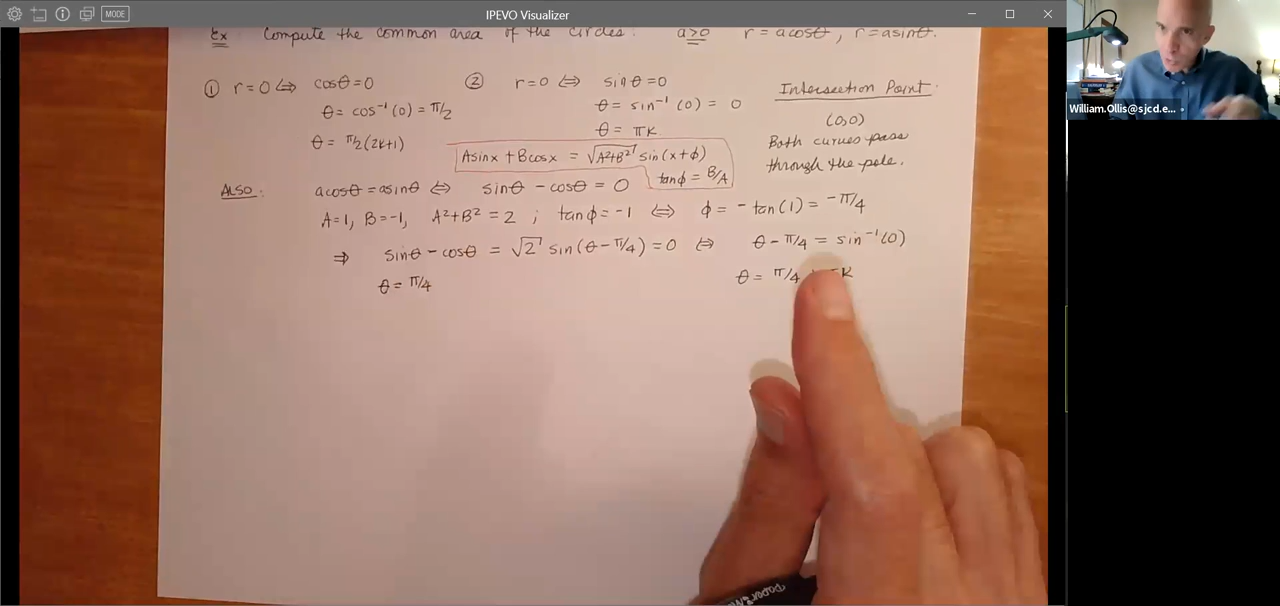 IPEVO Visualizer
MODE
Ex Compute the common area of the circles: a>0 r = acosθ, r=asinθ.
① r=0 ⇔ cosθ=0
θ = cos⁻¹(0) = π/2
θ = π/2(2k+1)
② r=0 ⇔ sinθ=0
θ = sin⁻¹(0) = 0
θ = πk
Intersection Point:
(0,0)
Both curves pass
through the pole.
Asinx + Bcosx = √(A²+B²) sin(x+φ)
tanφ = B/A
ALSO: acosθ=asinθ ⇔ sinθ - cosθ = 0
A=1, B=-1, A²+B² = 2 ; tanφ = -1 ⇔ φ = -tan(1) = -π/4
⇒ sinθ - cosθ = √2 sin(θ-π/4) = 0 ⇔ θ - π/4 = sin⁻¹(0)
θ = π/4
θ = π/4 k
William.Ollis@sjcd.e...